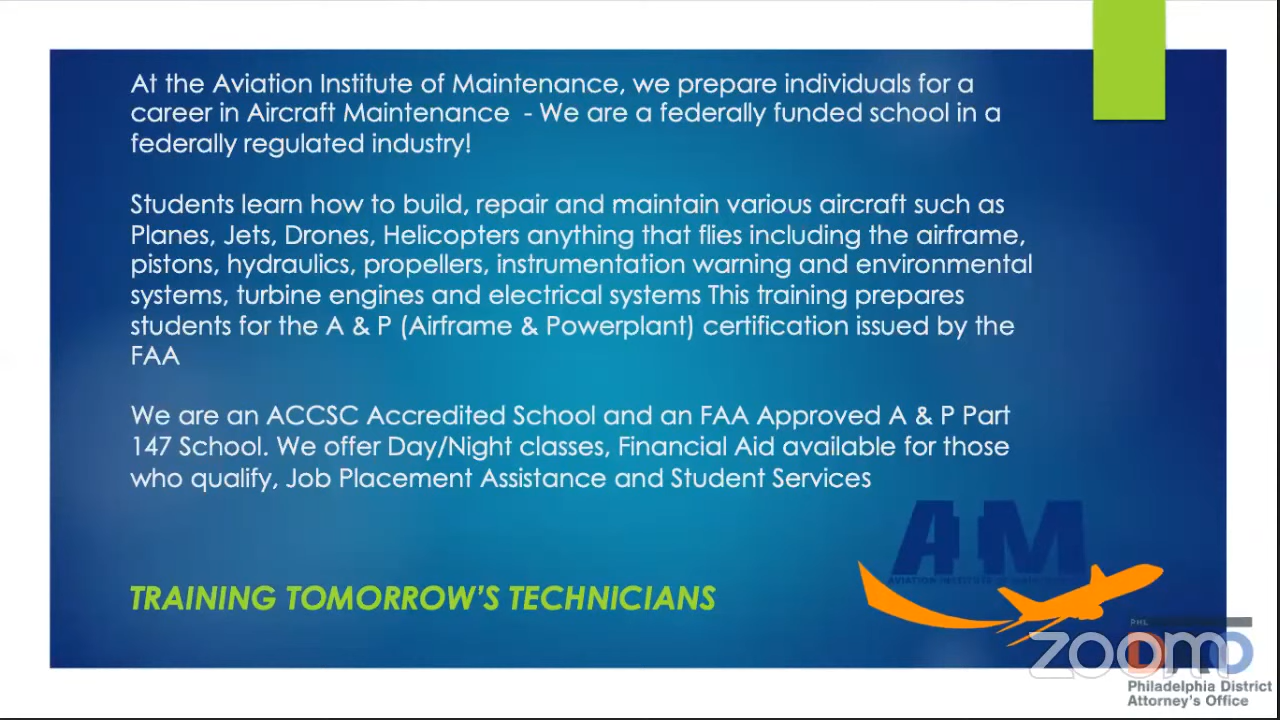 At the Aviation Institute of Maintenance, we prepare individuals for a
career in Aircraft Maintenance - We are a federally funded school in a
federally regulated industry!
Students learn how to build, repair and maintain various aircraft such as
Planes, Jets, Drones, Helicopters anything that flies including the airframe,
pistons, hydraulics, propellers, instrumentation warning and environmental
systems, turbine engines and electrical systems This training prepares
students for the A & P (Airframe & Powerplant) certification issued by the
FAA
We are an ACCSC Accredited School and an FAA Approved A & P Part
147 School. We offer Day/Night classes, Financial Aid available for those
who qualify, Job Placement Assistance and Student Services
AIM
AVIATION INSTITUTE OF
TRAINING TOMORROW'S TECHNICIANS
PHL
DAO
zoom
Philadelphia District
Attorney's Office